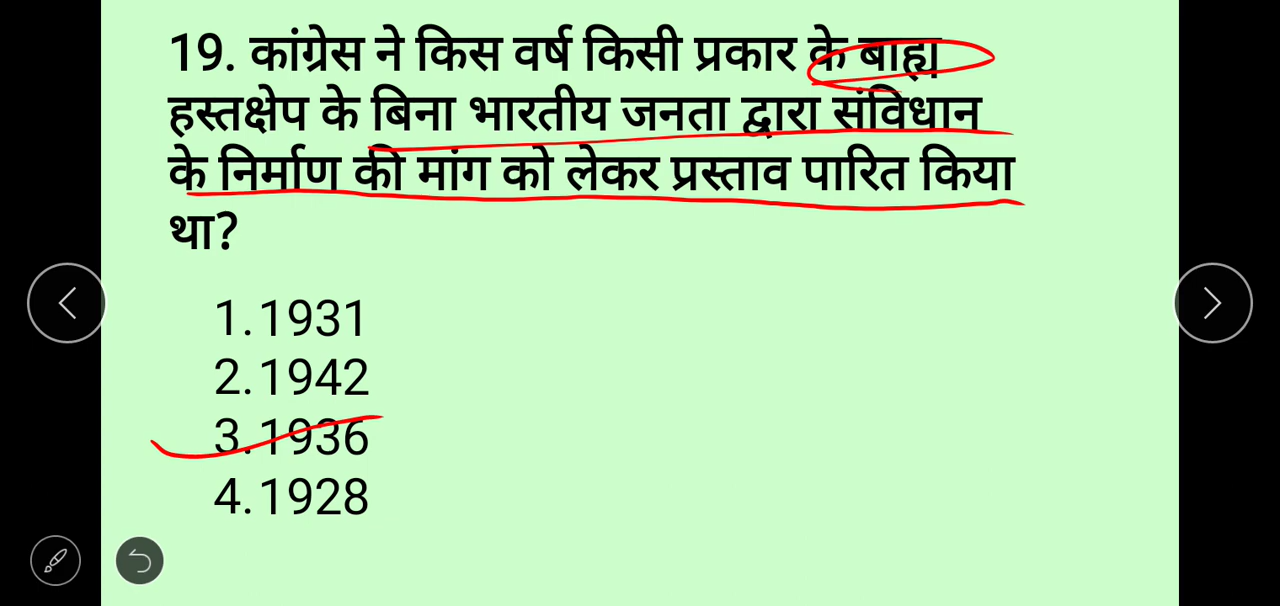 19. कांग्रेस ने किस वर्ष किसी प्रकार के बाह्य
हस्तक्षेप के बिना भारतीय जनता द्वारा संविधान
के निर्माण की मांग को लेकर प्रस्ताव पारित किया
था?
1. 1931
2. 1942
3. 1936
4. 1928